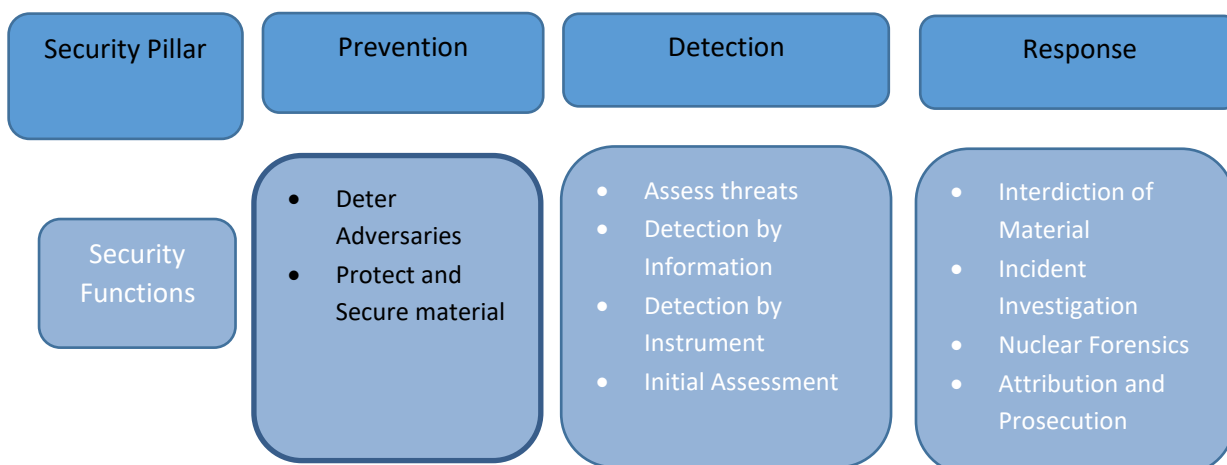 Security Pillar
Prevention
Detection
Response
Security
Functions
• Deter
Adversaries
• Protect and
Secure material
• Assess threats
• Detection by
Information
• Detection by
Instrument
• Initial Assessment
• Interdiction of
Material
• Incident
Investigation
• Nuclear Forensics
• Attribution and
Prosecution